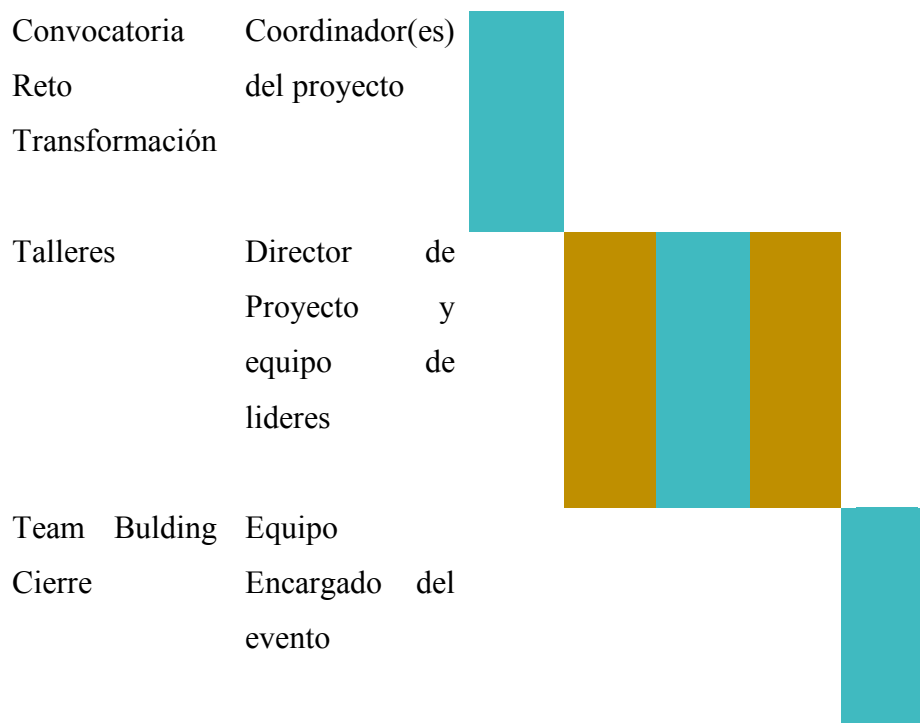 Convocatoria Coordinador(es)
Reto del proyecto
Transformación
Talleres Director de
Proyecto y
equipo de
lideres
Team Bulding Equipo
Cierre Encargado del
evento